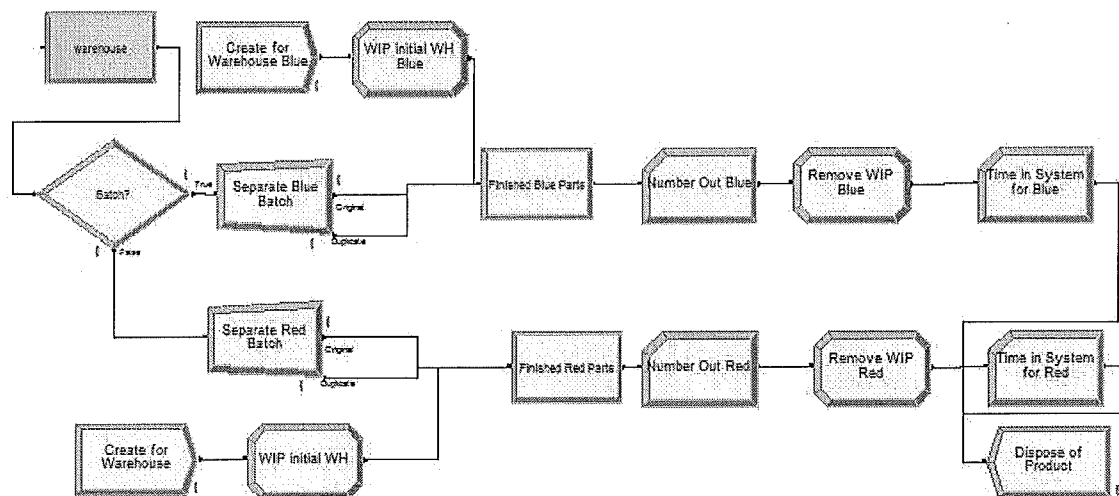 warehouse
Create for
Warehouse Blue
WIP Initial WH
Blue
Batch?
True
False
Separate Blue
Batch
Original
Duplicate
Finished Blue Parts
Number Out Blue
Remove WIP
Blue
Time in System
for Blue
Separate Red
Batch
Original
Duplicate
Finished Red Parts
Number Out Red
Remove WIP
Red
Time in System
for Red
Create for
Warehouse
WIP Initial WH
Dispose of
Product